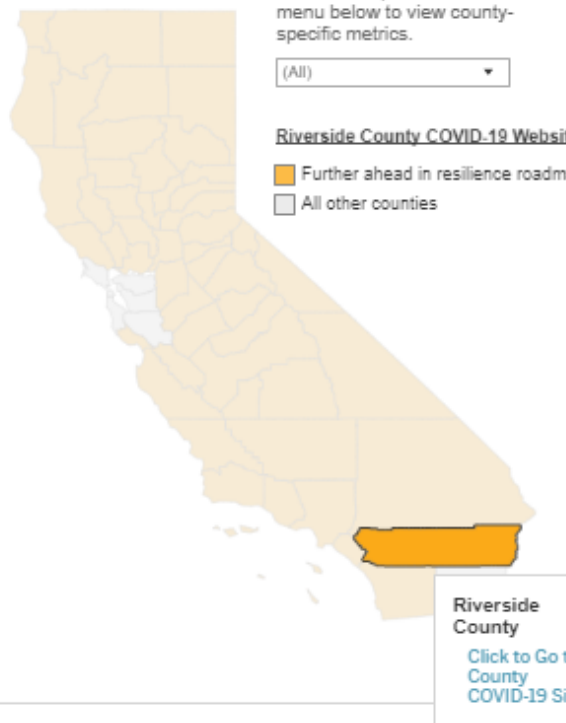 menu below to view county-
specific metrics.
(All)
Riverside County COVID-19 Websit
Further ahead in resilience roadm
All other counties
Riverside
County
Click to Go t
County
COVID-19 Si